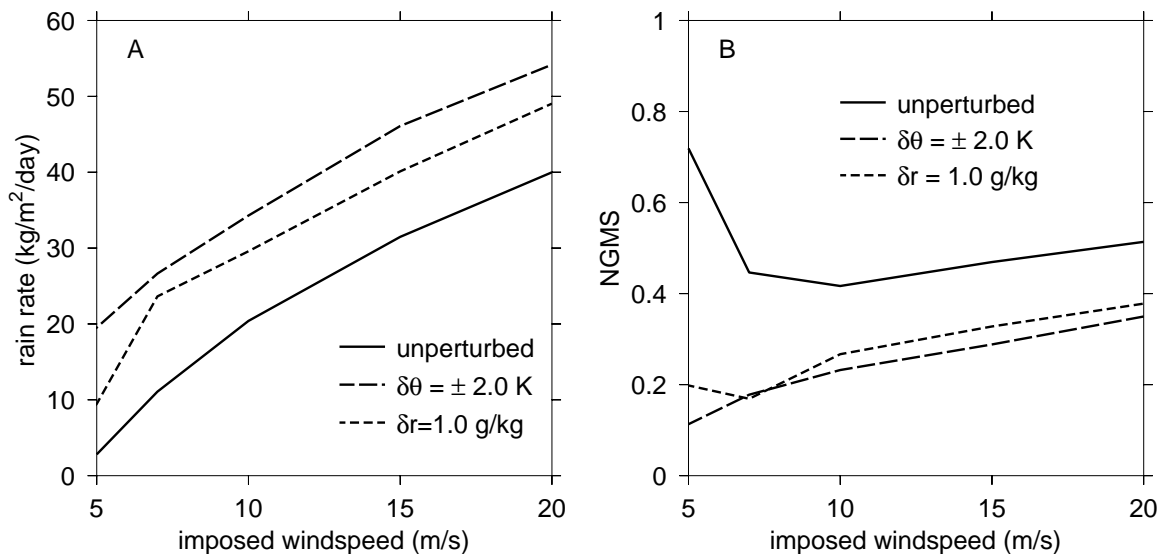 A
rain rate (kg/m²/day)
60
50
40
30
20
10
0
unperturbed
δθ = ± 2.0 K
δr=1.0 g/kg
5
10
15
20
imposed windspeed (m/s)
B
NGMS
1
0.8
0.6
0.4
0.2
0
unperturbed
δθ = ± 2.0 K
δr = 1.0 g/kg
5
10
15
20
imposed windspeed (m/s)